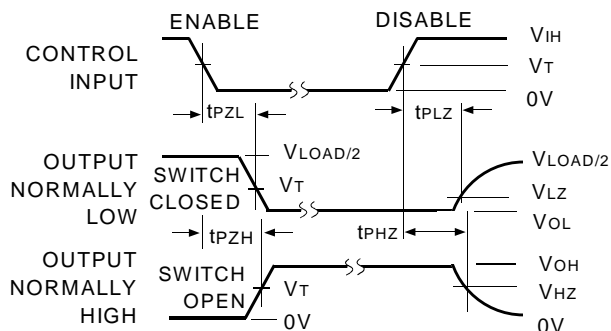 ENABLE
DISABLE
CONTROL
INPUT
VIH
VT
0V
tPZL
tPLZ
OUTPUT
NORMALLY
LOW
SWITCH
CLOSED
VLOAD/2
VT
VLOAD/2
VLZ
VOL
tPZH
tPHZ
OUTPUT
NORMALLY
HIGH
SWITCH
OPEN
VT
0V
VOH
VHZ
0V